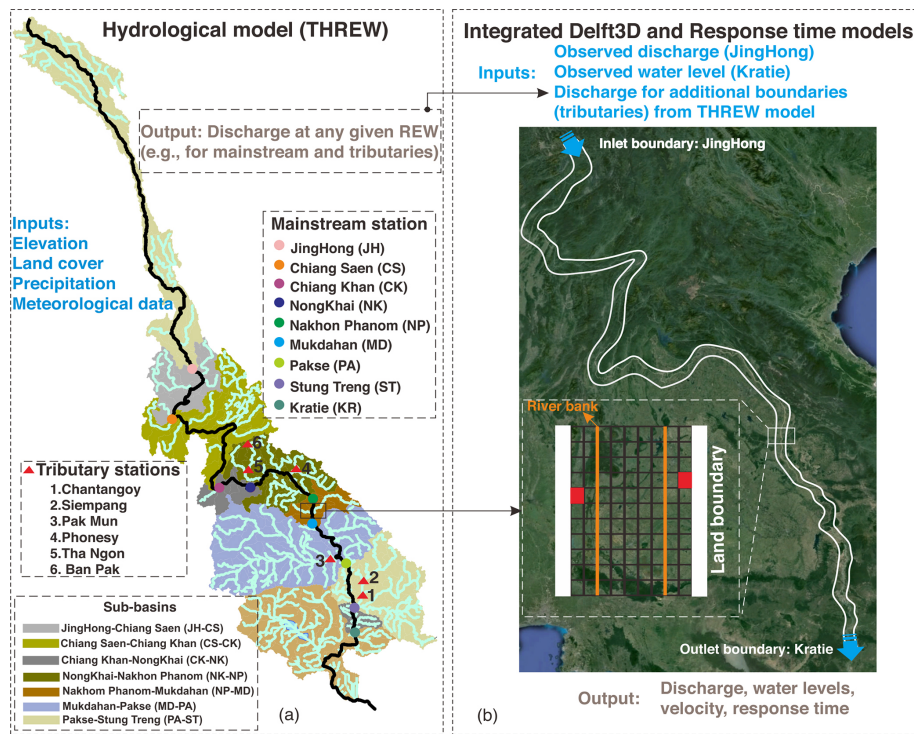 Hydrological model (THREW)
Output: Discharge at any given REW
(e.g., for mainstream and tributaries)
Inputs:
Elevation
Land cover
Precipitation
Meteorological data
Mainstream station
JingHong (JH)
Chiang Saen (CS)
Chiang Khan (CK)
NongKhai (NK)
Nakhon Phanom (NP)
Mukdahan (MD)
Pakse (PA)
Stung Treng (ST)
Kratie (KR)
6
5
4
3
2
1
Tributary stations
1.Chantangoy
2.Siempang
3.Pak Mun
4.Phonesy
5.Tha Ngon
6. Ban Pak
Sub-basins
JingHong-Chiang Saen (JH-CS)
Chiang Saen-Chiang Khan (CS-CK)
Chiang Khan-NongKhai (CK-NK)
NongKhai-Nakhon Phanom (NK-NP)
Nakhom Phanom-Mukdahan (NP-MD)
Mukdahan-Pakse (MD-PA)
Pakse-Stung Treng (PA-ST)
(a)
Integrated Delft3D and Response time models
Inputs:
Observed discharge (JingHong)
Observed water level (Kratie)
Discharge for additional boundaries
(tributaries) from THREW model
Inlet boundary: JingHong
River bank
Land boundary
Outlet boundary: Kratie
Output:
Discharge, water levels,
velocity, response time
(b)